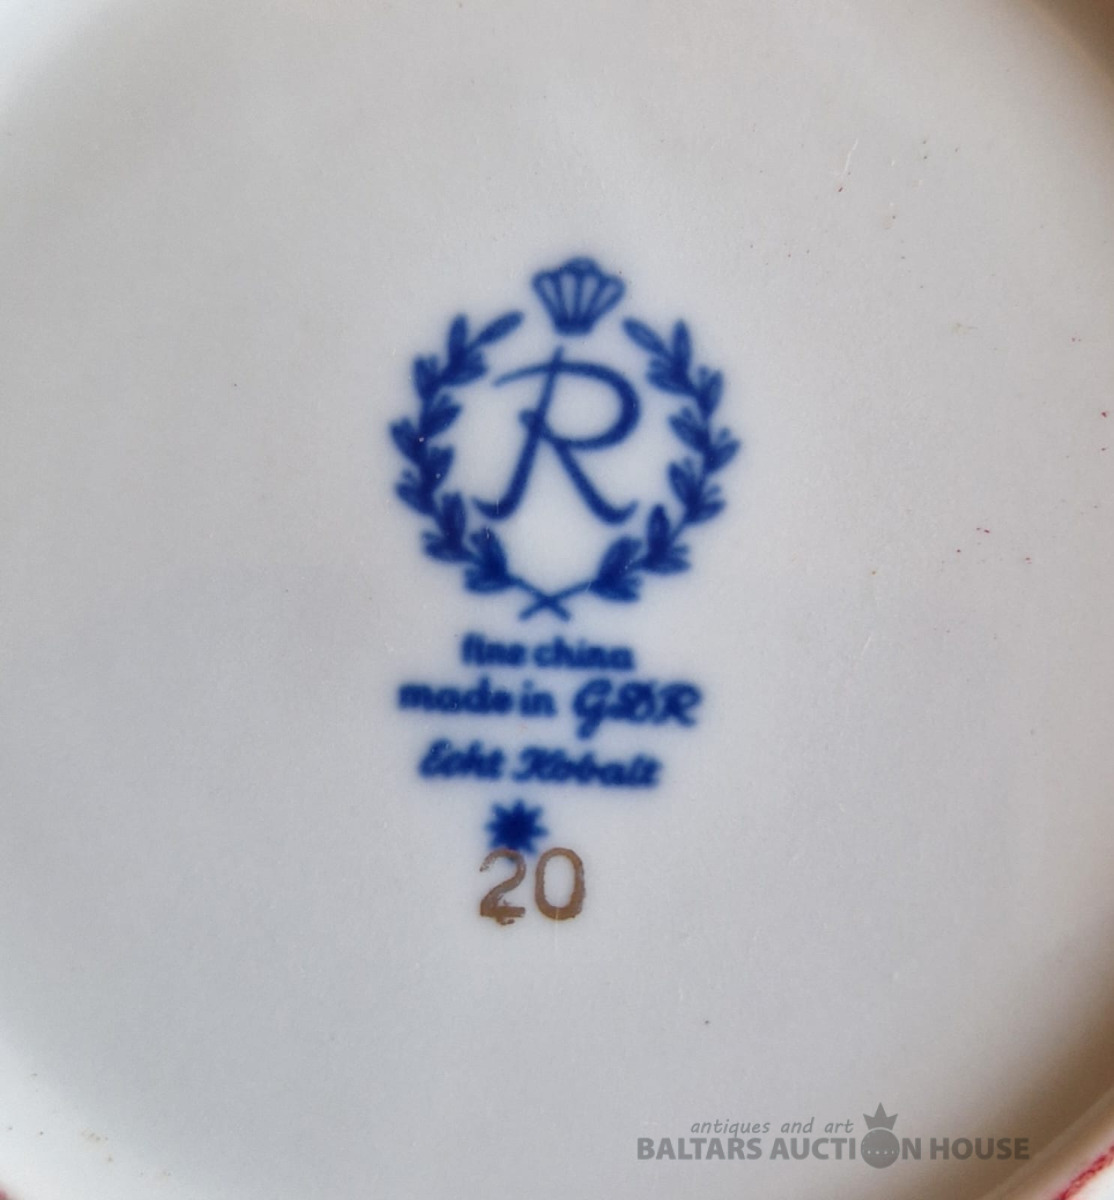 R
fine china
made in GDR
Echt Kobalt
20
antiques and art
BALTARS AUCTION HOUSE